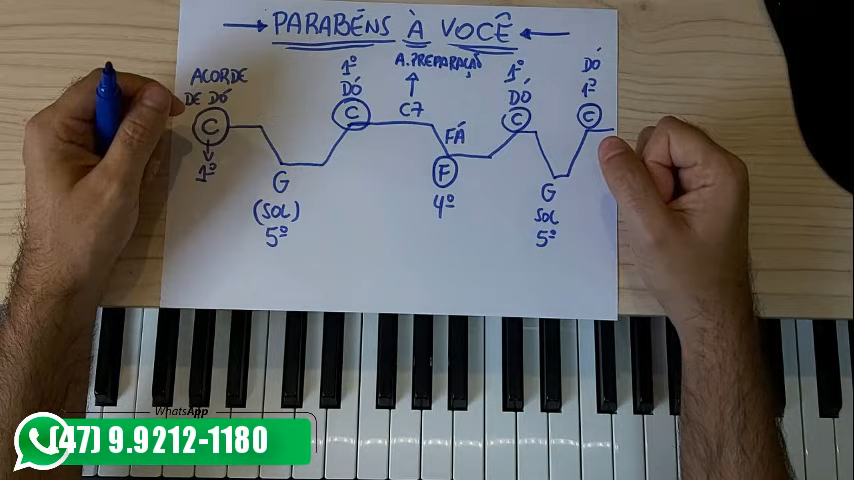 → PARABÉNS À VOCÊ ←
ACORDE
DE DÓ
C
1º
G
(SOL)
5º
1º
DÓ
C
A.PREPARAÇÃO
C7
FÁ
F
4º
1º
DÓ
C
G
SOL
5º
DÓ
1º
C
WhatsApp
(47) 9.9212-1180